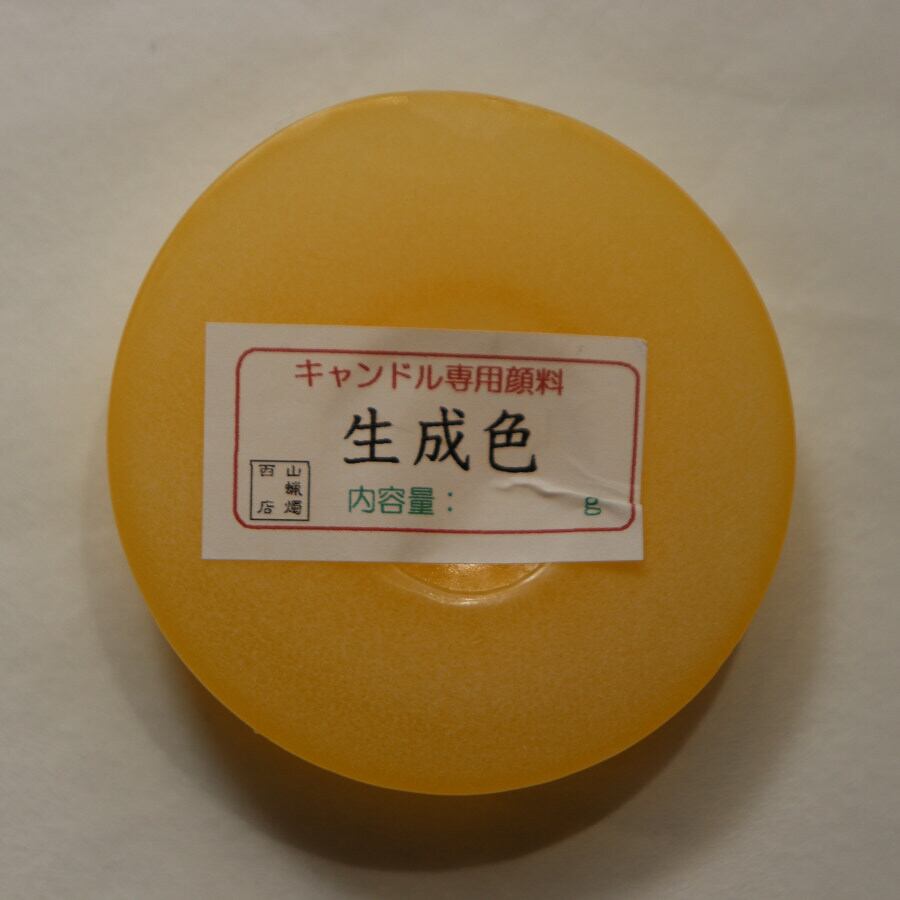 キャンドル専用顔料
生成色
内容量： g
山蝋燭
西店